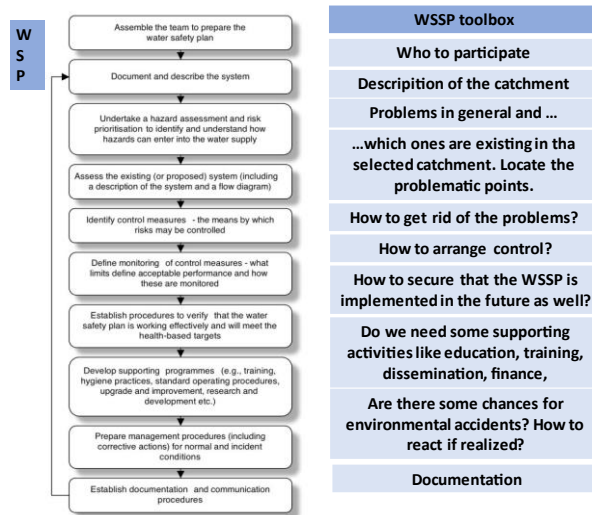 W
S
P
Assemble the team to prepare the
water safety plan
Document and describe the system
Undertake a hazard assessment and risk
prioritisation to identify and understand how
hazards can enter into the water supply
Assess the existing (or proposed) system (including
a description of the system and a flow diagram)
Identify control measures - the means by which
risks may be controlled
Define monitoring of control measures - what
limits define acceptable performance and how
these are monitored
Establish procedures to verify that the water
safety plan is working effectively and will meet the
health-based targets
Develop supporting programmes (e.g., training,
hygiene practices, standard operating procedures,
upgrade and improvement, research and
development etc.)
Prepare management procedures (including
corrective actions) for normal and incident
conditions
Establish documentation and communication
procedures
WSSP toolbox
Who to participate
Descripition of the catchment
Problems in general and ...
...which ones are existing in tha
selected catchment. Locate the
problematic points.
How to get rid of the problems?
How to arrange control?
How to secure that the WSSP is
implemented in the future as well?
Do we need some supporting
activities like education, training,
dissemination, finance,
Are there some chances for
environmental accidents? How to
react if realized?
Documentation